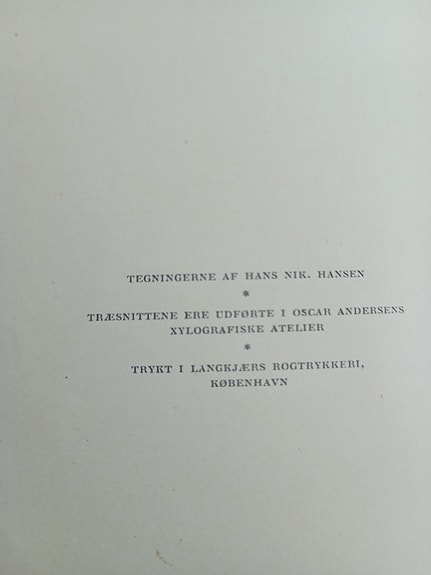 TEGNINGERNE AF HANS NIK. HANSEN
*
TRÆSNITTENE ERE UDFØRTE I OSCAR ANDERSENS
XYLOGRAFISKE ATELIER
*
TRYKT I LANGKJÆRS BOGTRYKKERI,
KØBENHAVN